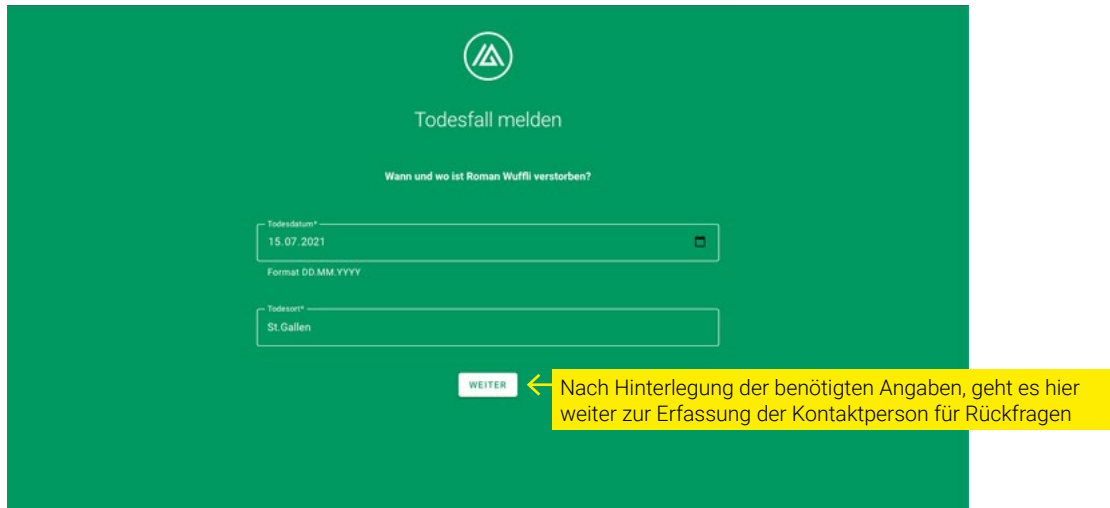 Todesfall melden
Wann und wo ist Roman Wuffli verstorben?
Todesdatum*
15.07.2021
Format DD.MM.YYYY
Todesort*
St.Gallen
WEITER
Nach Hinterlegung der benötigten Angaben, geht es hier
weiter zur Erfassung der Kontaktperson für Rückfragen